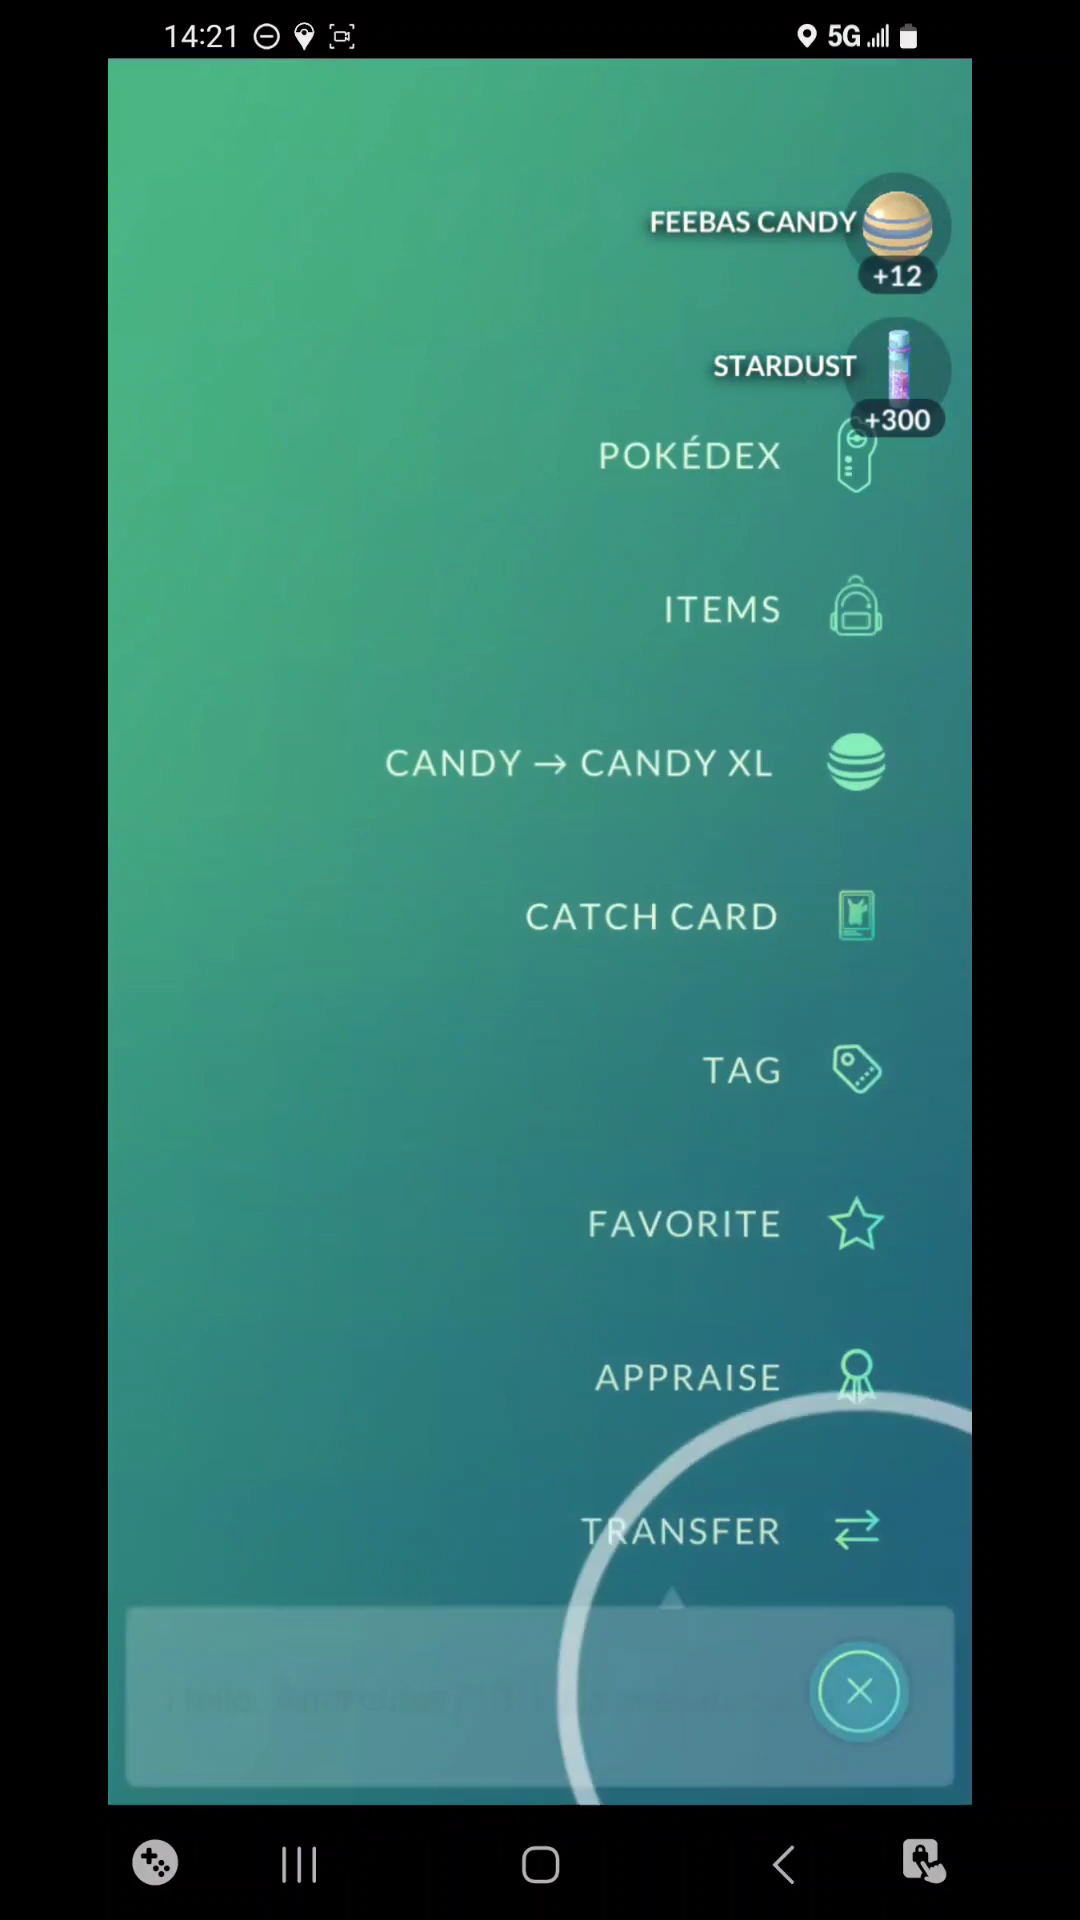 14:21
5G
FEEBAS CANDY
+12
STARDUST
+300
POKÉDEX
ITEMS
CANDY → CANDY XL
CATCH CARD
TAG
FAVORITE
APPRAISE
TRANSFER